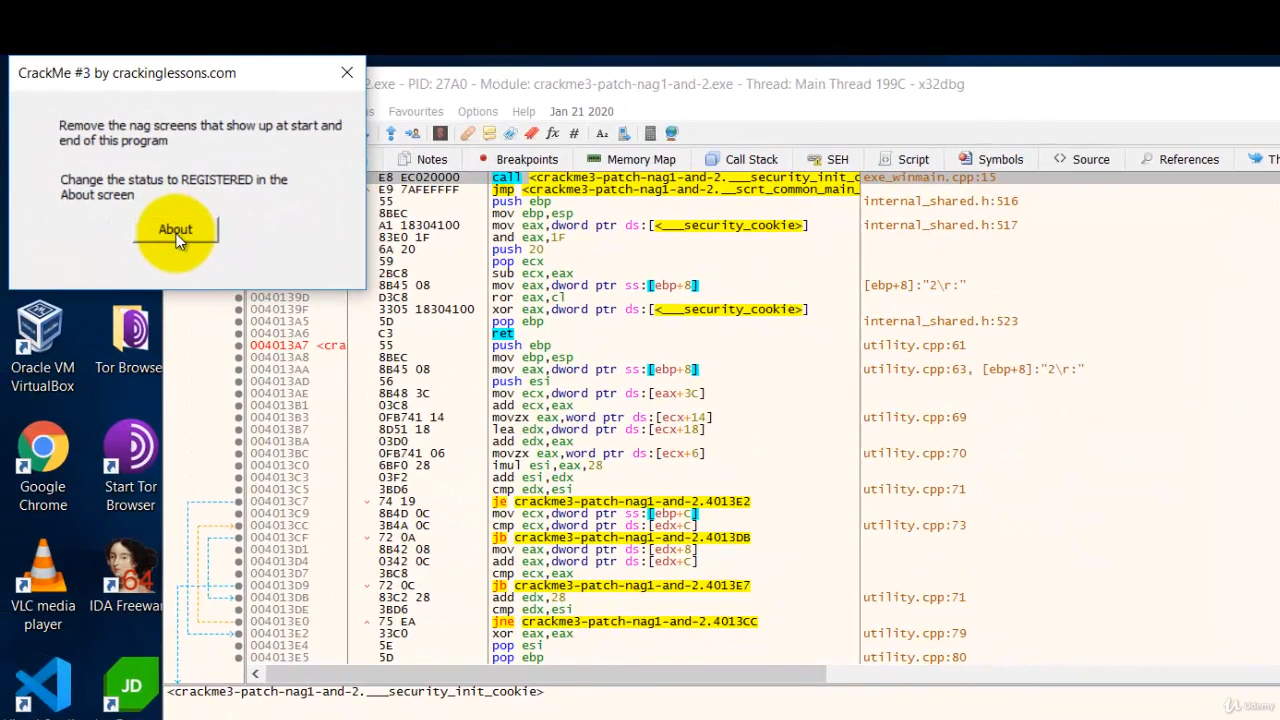 CrackMe #3 by crackinglessons.com
Remove the nag screens that show up at start and
end of this program
Change the status to REGISTERED in the
About screen
About
2.exe - PID: 27A0 - Module: crackme3-patch-nag1-and-2.exe - Thread: Main Thread 199C - x32dbg
Favourites Options Help Jan 21 2020
Notes Breakpoints Memory Map Call Stack SEH Script Symbols Source References Th
E8 EC020000 call <crackme3-patch-nag1-and-2.___security_init_c exe_winmain.cpp:15
E9 7AFEFFFF jmp <crackme3-patch-nag1-and-2.__scrt_common_main_
55 push ebp internal_shared.h:516
8BEC mov ebp,esp
A1 18304100 mov eax,dword ptr ds:[<___security_cookie>] internal_shared.h:517
83E0 1F and eax,1F
6A 20 push 20
59 pop ecx
2BC8 sub ecx,eax
8B45 08 mov eax,dword ptr ss:[ebp+8] [ebp+8]:"2\r:"
0040139D D3C8 ror eax,cl
0040139F 3305 18304100 xor eax,dword ptr ds:[<___security_cookie>]
004013A5 5D pop ebp internal_shared.h:523
004013A6 C3 ret
004013A7 <cra 55 push ebp utility.cpp:61
004013A8 8BEC mov ebp,esp
004013AA 8B45 08 mov eax,dword ptr ss:[ebp+8] utility.cpp:63, [ebp+8]:"2\r:"
004013AD 56 push esi
004013AE 8B48 3C mov ecx,dword ptr ds:[eax+3C]
004013B1 03C8 add ecx,eax
004013B3 0FB741 14 movzx eax,word ptr ds:[ecx+14] utility.cpp:69
004013B7 8D51 18 lea edx,dword ptr ds:[ecx+18]
004013BA 03D0 add edx,eax
004013BC 0FB741 06 movzx eax,word ptr ds:[ecx+6] utility.cpp:70
004013C0 6BF0 28 imul esi,eax,28
004013C3 03F2 add esi,edx
004013C5 3BD6 cmp edx,esi utility.cpp:71
004013C7 74 19 je crackme3-patch-nag1-and-2.4013E2
004013C9 8B4D 0C mov ecx,dword ptr ss:[ebp+C]
004013CC 3B4A 0C cmp ecx,dword ptr ds:[edx+C] utility.cpp:73
004013CF 72 0A jb crackme3-patch-nag1-and-2.4013DB
004013D1 8B42 08 mov eax,dword ptr ds:[edx+8]
004013D4 0342 0C add eax,dword ptr ds:[edx+C]
004013D7 3BC8 cmp ecx,eax
004013D9 72 0C jb crackme3-patch-nag1-and-2.4013E7
004013DB 83C2 28 add edx,28 utility.cpp:71
004013DE 3BD6 cmp edx,esi
004013E0 75 EA jne crackme3-patch-nag1-and-2.4013CC
004013E2 33C0 xor eax,eax utility.cpp:79
004013E4 5E pop esi
004013E5 5D pop ebp utility.cpp:80
<crackme3-patch-nag1-and-2.___security_init_cookie>
Oracle VM
VirtualBox
Tor Browse
Google
Chrome
Start Tor
Browser
VLC media
player
64
IDA Freewa
JD
Udemy